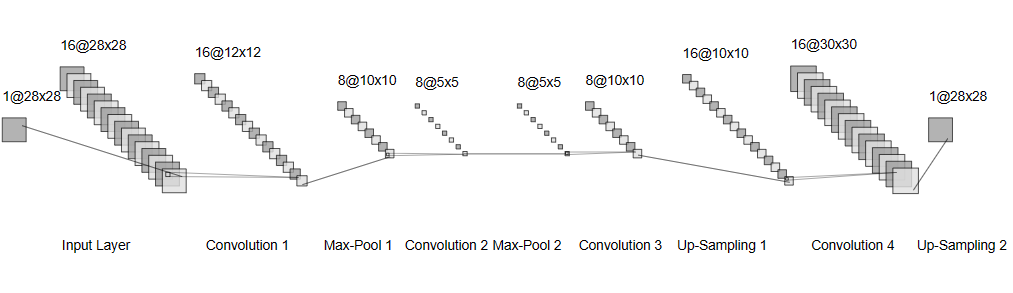 1@28x28
16@28x28
16@12x12
8@10x10
8@5x5
8@5x5
8@10x10
16@10x10
16@30x30
1@28x28
Input Layer
Convolution 1
Max-Pool 1
Convolution 2
Max-Pool 2
Convolution 3
Up-Sampling 1
Convolution 4
Up-Sampling 2